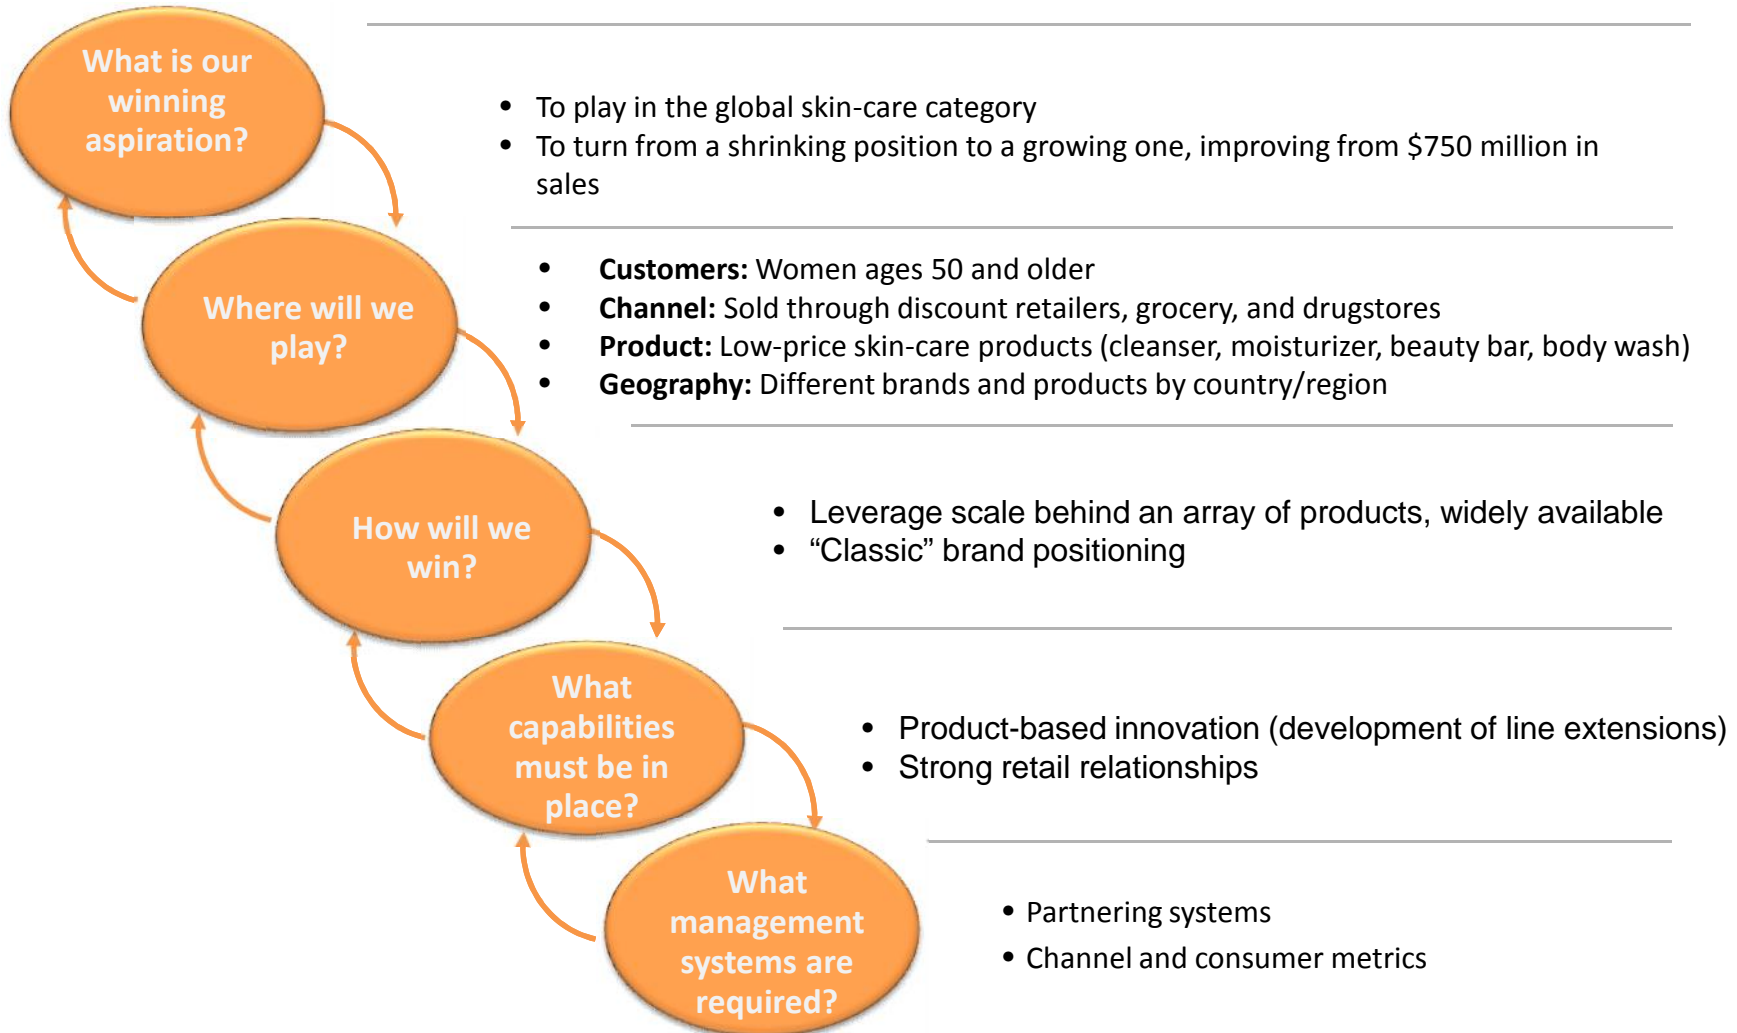 What is our
winning
aspiration?
• To play in the global skin-care category
• To turn from a shrinking position to a growing one, improving from $750 million in
sales
Where will we
play?
• Customers: Women ages 50 and older
• Channel: Sold through discount retailers, grocery, and drugstores
• Product: Low-price skin-care products (cleanser, moisturizer, beauty bar, body wash)
• Geography: Different brands and products by country/region
How will we
win?
• Leverage scale behind an array of products, widely available
• “Classic” brand positioning
What
capabilities
must be in
place?
• Product-based innovation (development of line extensions)
• Strong retail relationships
What
management
systems are
required?
• Partnering systems
• Channel and consumer metrics